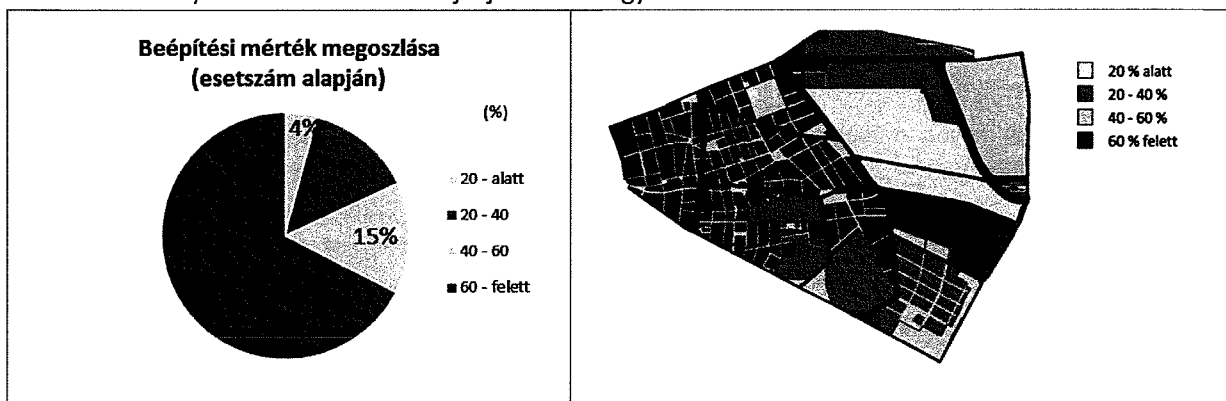 Beépítési mérték megoszlása
(esetszám alapján)
(%)
4%
15%
20 - alatt
20 - 40
40 - 60
60 - felett
20 % alatt
20 - 40 %
40 - 60 %
60 % felett